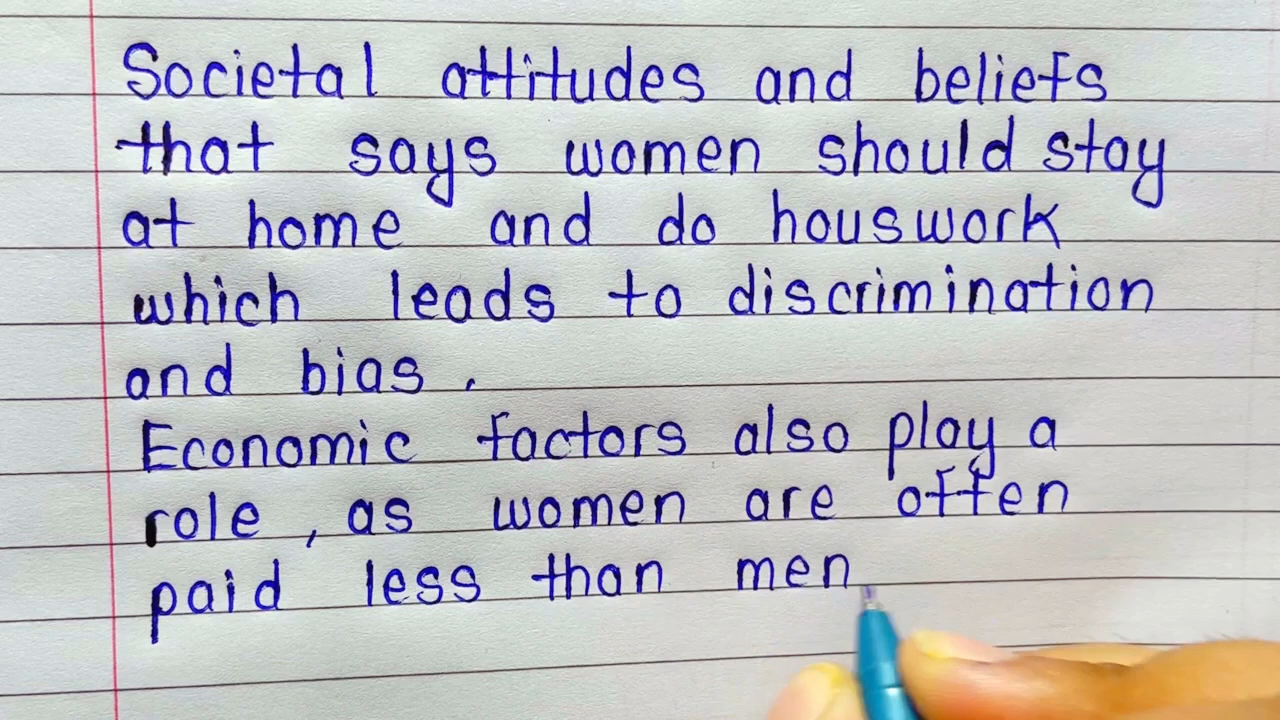 Societal attitudes and beliefs
that says women should stay
at home and do houswork
which leads to discrimination
and bias.
Economic factors also play a
role, as women are often
paid less than men